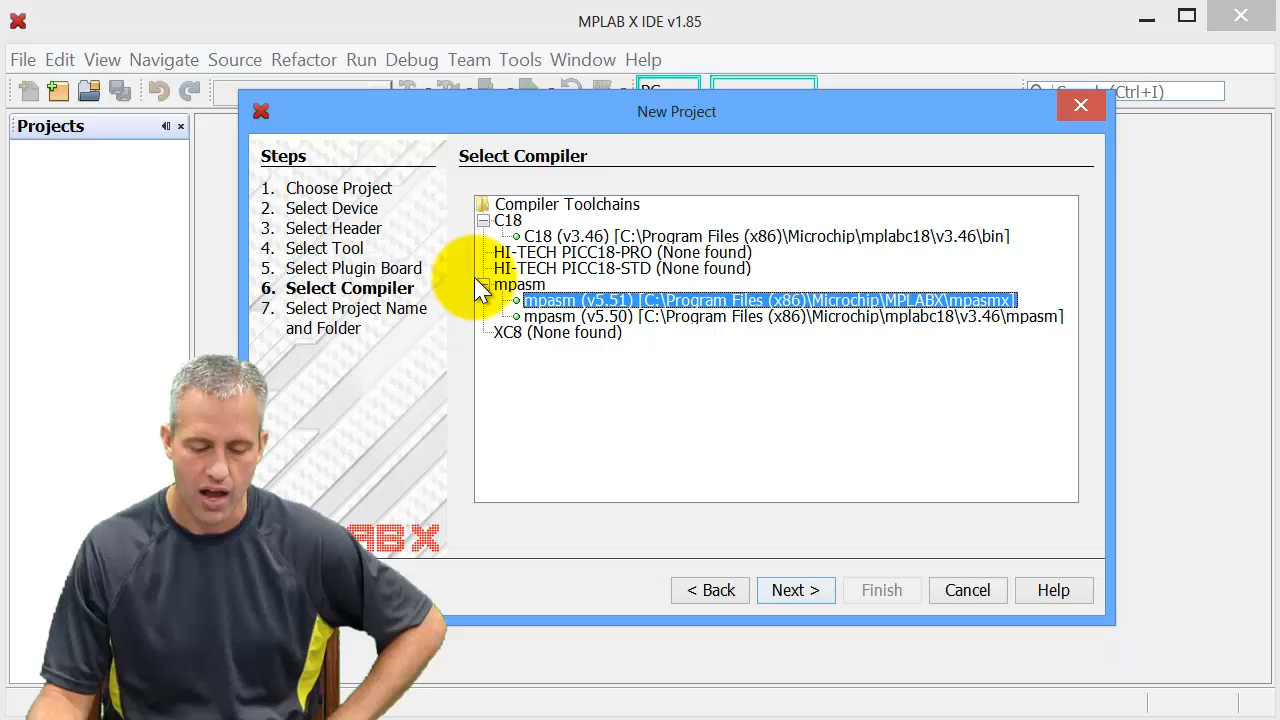 MPLAB X IDE v1.85
File Edit View Navigate Source Refactor Run Debug Team Tools Window Help
(Ctrl+I)
New Project
Projects
Steps
1. Choose Project
2. Select Device
3. Select Header
4. Select Tool
5. Select Plugin Board
6. Select Compiler
7. Select Project Name
and Folder
Select Compiler
Compiler Toolchains
C18
C18 (v3.46) [C:\Program Files (x86)\Microchip\mplabc18\v3.46\bin]
HI-TECH PICC18-PRO (None found)
HI-TECH PICC18-STD (None found)
mpasm
mpasm (v5.51) [C:\Program Files (x86)\Microchip\MPLABX\mpasmx]
mpasm (v5.50) [C:\Program Files (x86)\Microchip\mplabc18\v3.46\mpasm]
XC8 (None found)
< Back Next > Finish Cancel Help